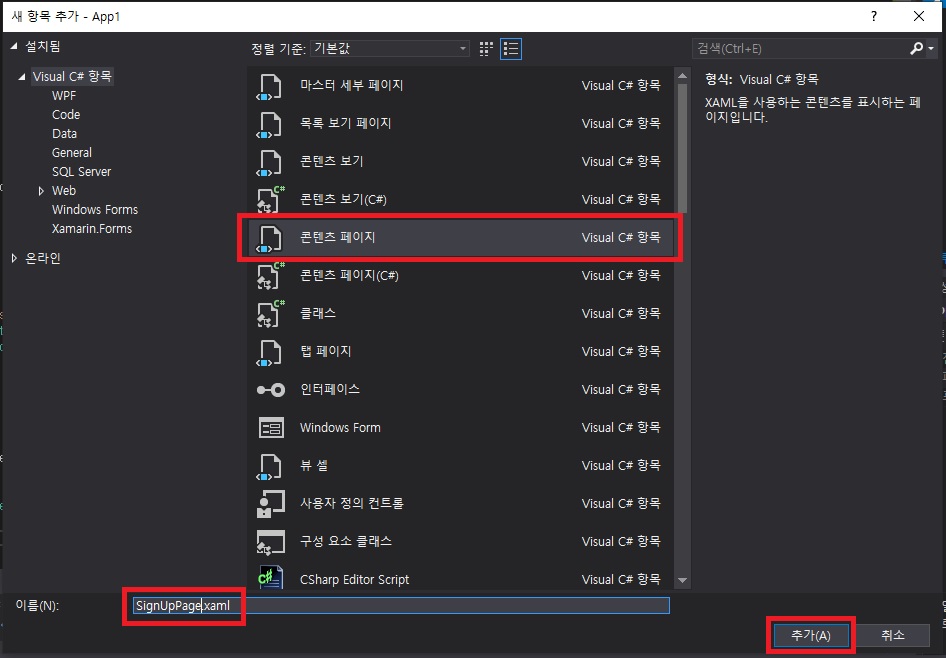 새 항목 추가 - App1
?
설치됨
정렬 기준: 기본값
검색(Ctrl+E)
Visual C# 항목
WPF
Code
Data
General
SQL Server
Web
Windows Forms
Xamarin.Forms
온라인
마스터 세부 페이지 Visual C# 항목
목록 보기 페이지 Visual C# 항목
콘텐츠 보기 Visual C# 항목
C# 콘텐츠 보기(C#) Visual C# 항목
콘텐츠 페이지 Visual C# 항목
C# 콘텐츠 페이지(C#) Visual C# 항목
C# 클래스 Visual C# 항목
탭 페이지 Visual C# 항목
인터페이스 Visual C# 항목
Windows Form Visual C# 항목
뷰 셀 Visual C# 항목
사용자 정의 컨트롤 Visual C# 항목
구성 요소 클래스 Visual C# 항목
C# CSharp Editor Script Visual C# 항목
형식: Visual C# 항목
XAML을 사용하는 콘텐츠를 표시하는 페
이지입니다.
이름(N): SignUpPage.xaml
추가(A) 취소